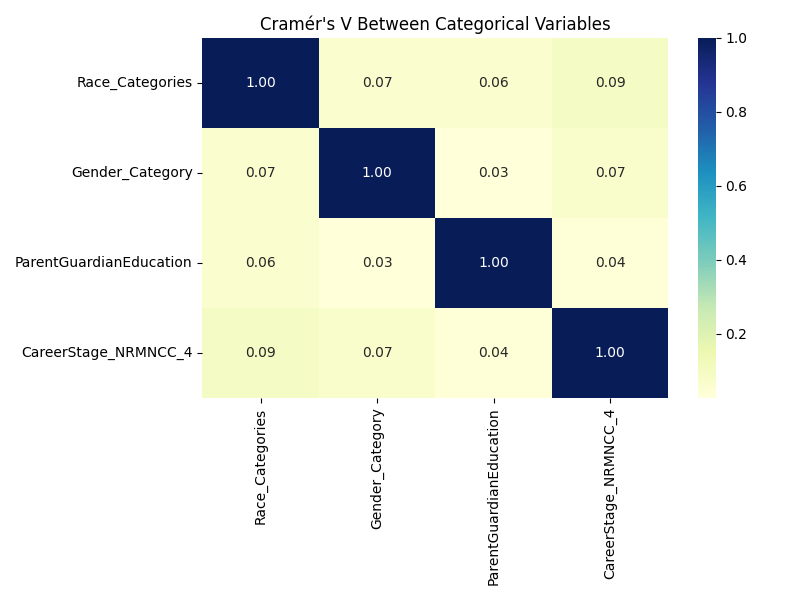 Cramér's V Between Categorical Variables
Race_Categories 1.00 0.07 0.06 0.09
Gender_Category 0.07 1.00 0.03 0.07
ParentGuardianEducation 0.06 0.03 1.00 0.04
CareerStage_NRMNCC_4 0.09 0.07 0.04 1.00
Race_Categories
Gender_Category
ParentGuardianEducation
CareerStage_NRMNCC_4
1.0
0.8
0.6
0.4
0.2